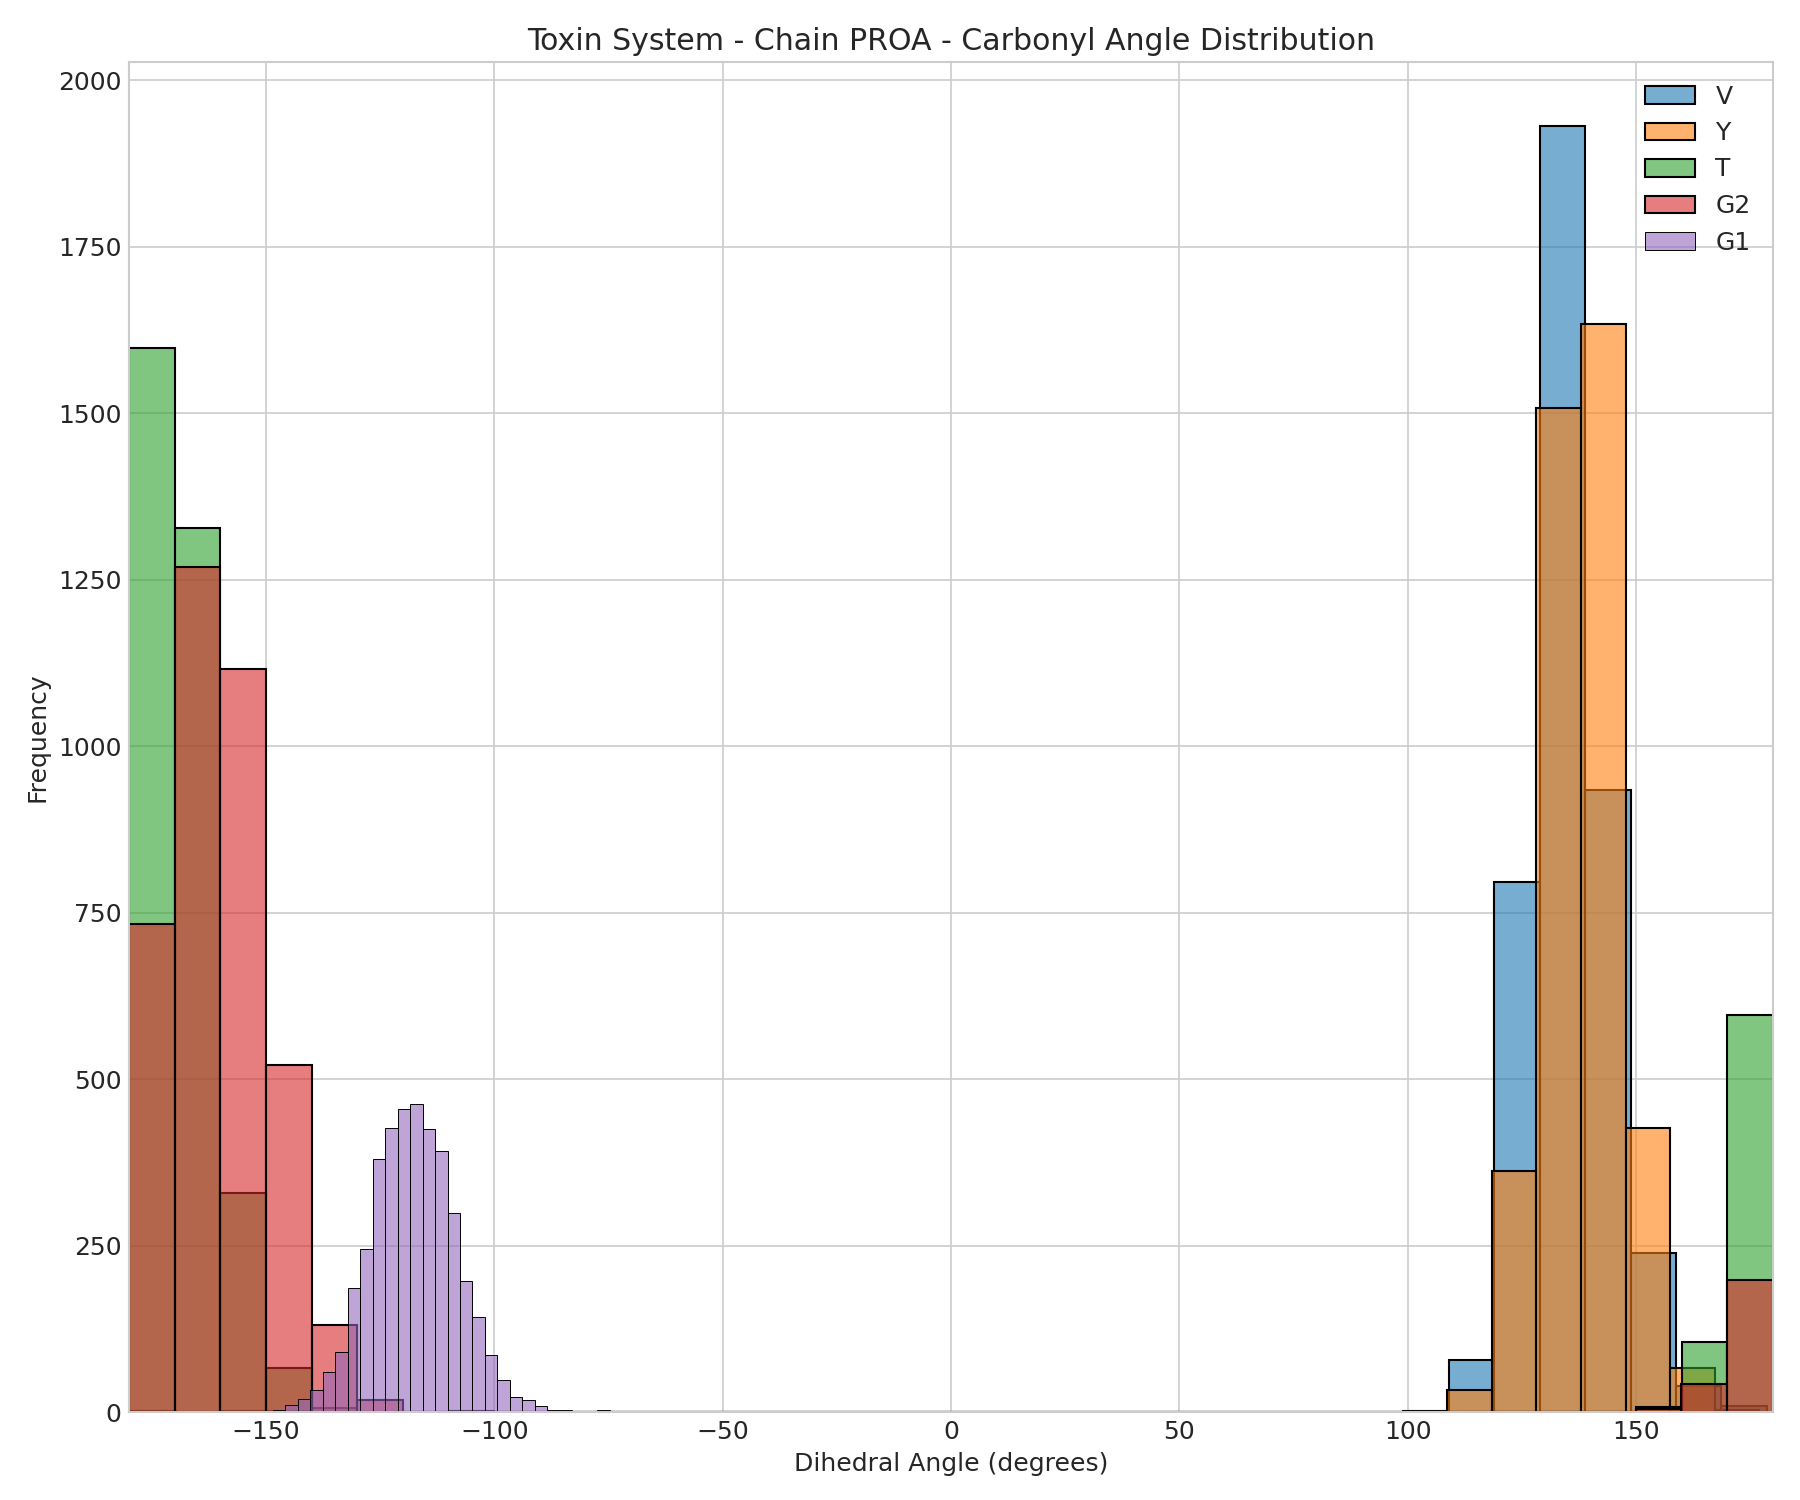 Toxin System - Chain PROA - Carbonyl Angle Distribution
V
Y
T
G2
G1
Frequency
2000
1750
1500
1250
1000
750
500
250
0
−150
−100
−50
0
50
100
150
Dihedral Angle (degrees)